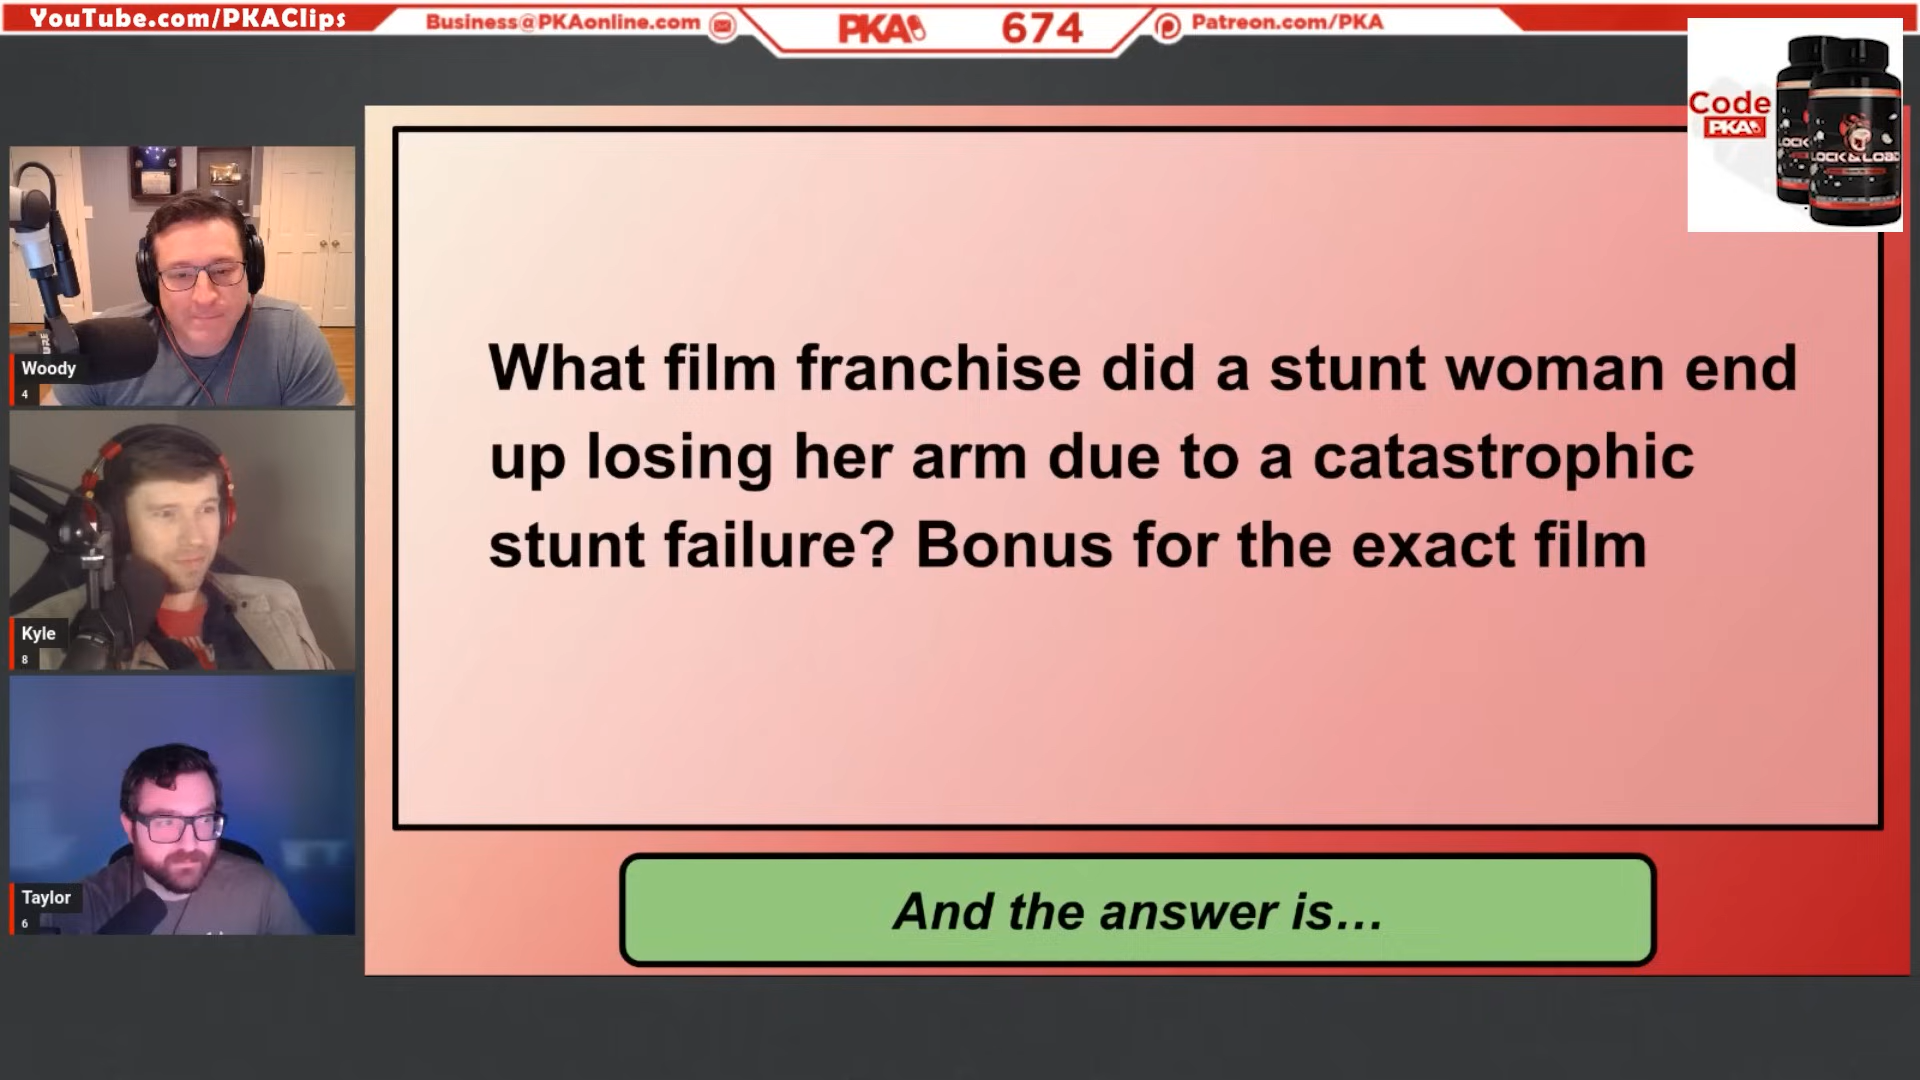 YouTube.com/PKAClips
Business@PKAonline.com
PKA
674
Patreon.com/PKA
Code
PKA
LOCK & LOAD
What film franchise did a stunt woman end
up losing her arm due to a catastrophic
stunt failure? Bonus for the exact film
And the answer is...
Woody
4
Kyle
8
Taylor
6